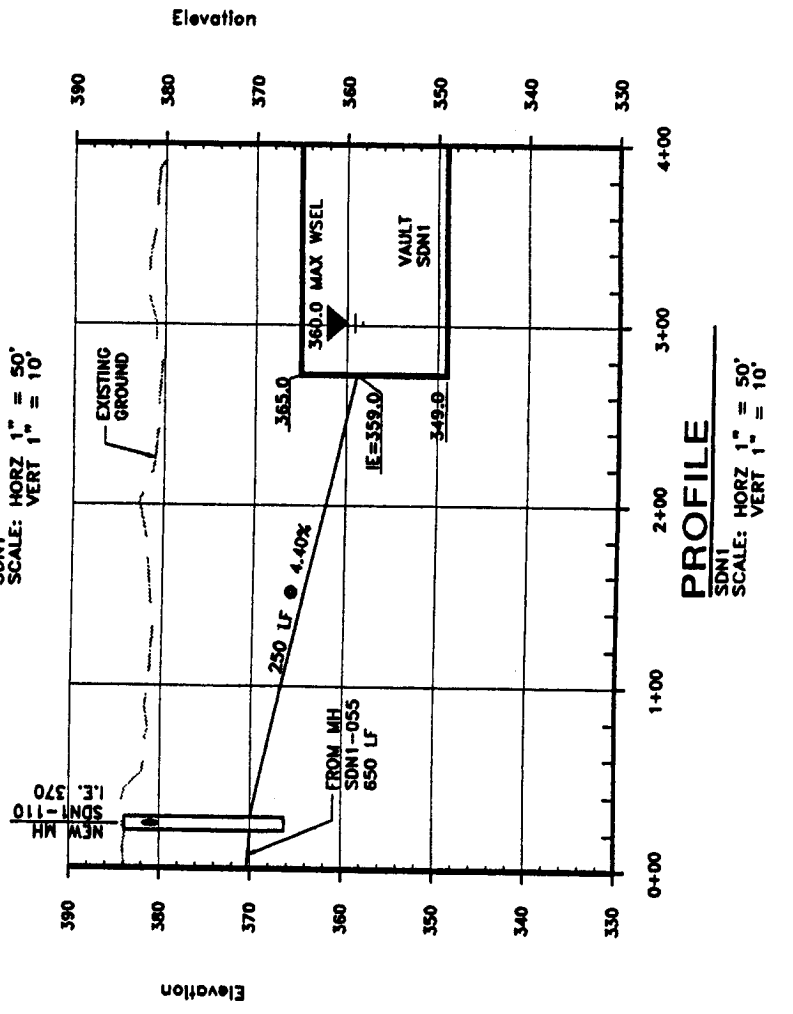 SCALE: HORZ 1" = 50'
VERT 1" = 10'
Elevation
Elevation
390
380
370
360
350
340
330
390
380
370
360
350
340
330
NEW MH
SDN1-110
I.E. 370
EXISTING
GROUND
250 LF @ 4.40%
FROM MH
SDN1-055
650 LF
365.0
360.0 MAX WSEL
IE=359.0
349.0
VAULT
SDN1
0+00
1+00
2+00
3+00
4+00
PROFILE
SDN1
SCALE: HORZ 1" = 50'
VERT 1" = 10'